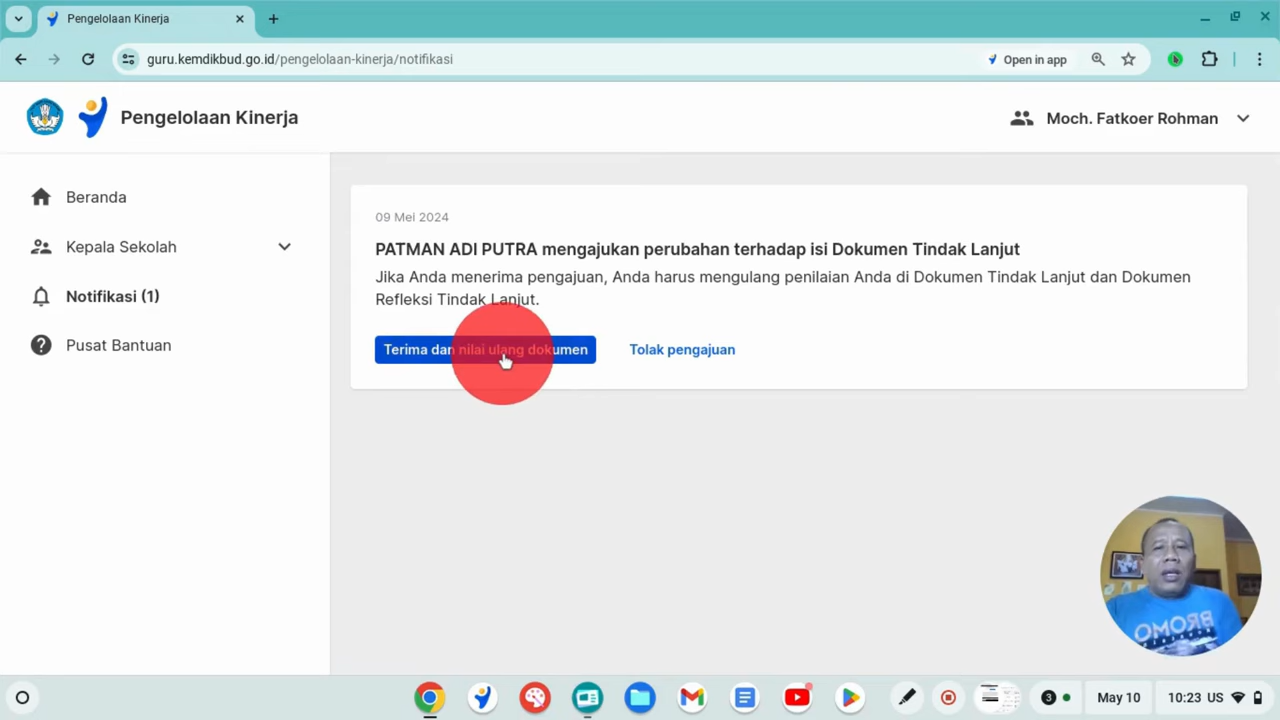 Pengelolaan Kinerja
guru.kemdikbud.go.id/pengelolaan-kinerja/notifikasi
Open in app
Pengelolaan Kinerja
Moch. Fatkoer Rohman
Beranda
Kepala Sekolah
Notifikasi (1)
Pusat Bantuan
09 Mei 2024
PATMAN ADI PUTRA mengajukan perubahan terhadap isi Dokumen Tindak Lanjut
Jika Anda menerima pengajuan, Anda harus mengulang penilaian Anda di Dokumen Tindak Lanjut dan Dokumen
Refleksi Tindak Lanjut.
Terima dan nilai ulang dokumen
Tolak pengajuan
BROMO
3
May 10
10:23 US